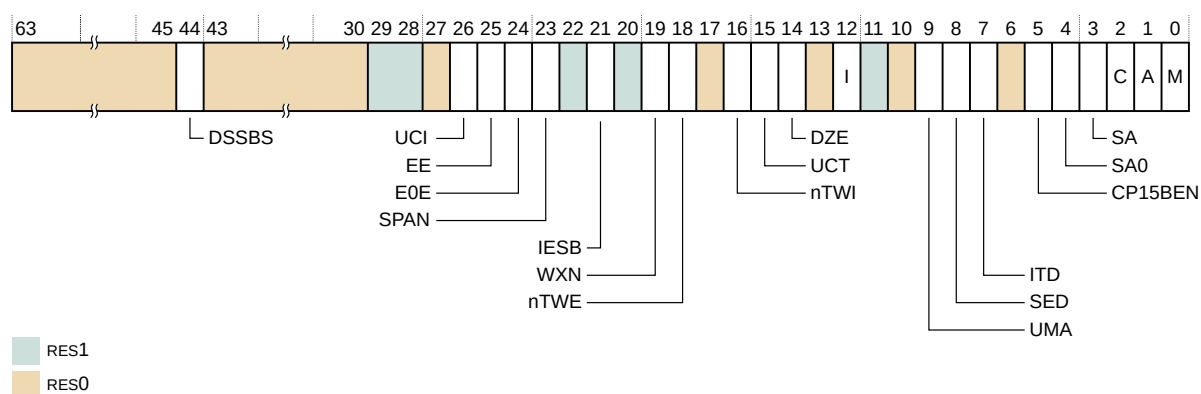 63 45 44 43 30 29 28 27 26 25 24 23 22 21 20 19 18 17 16 15 14 13 12 11 10 9 8 7 6 5 4 3 2 1 0
I C A M
DSSBS UCI DZE SA
EE UCT SA0
E0E nTWI CP15BEN
SPAN
IESB
WXN ITD
nTWE SED
UMA
RES1
RES0